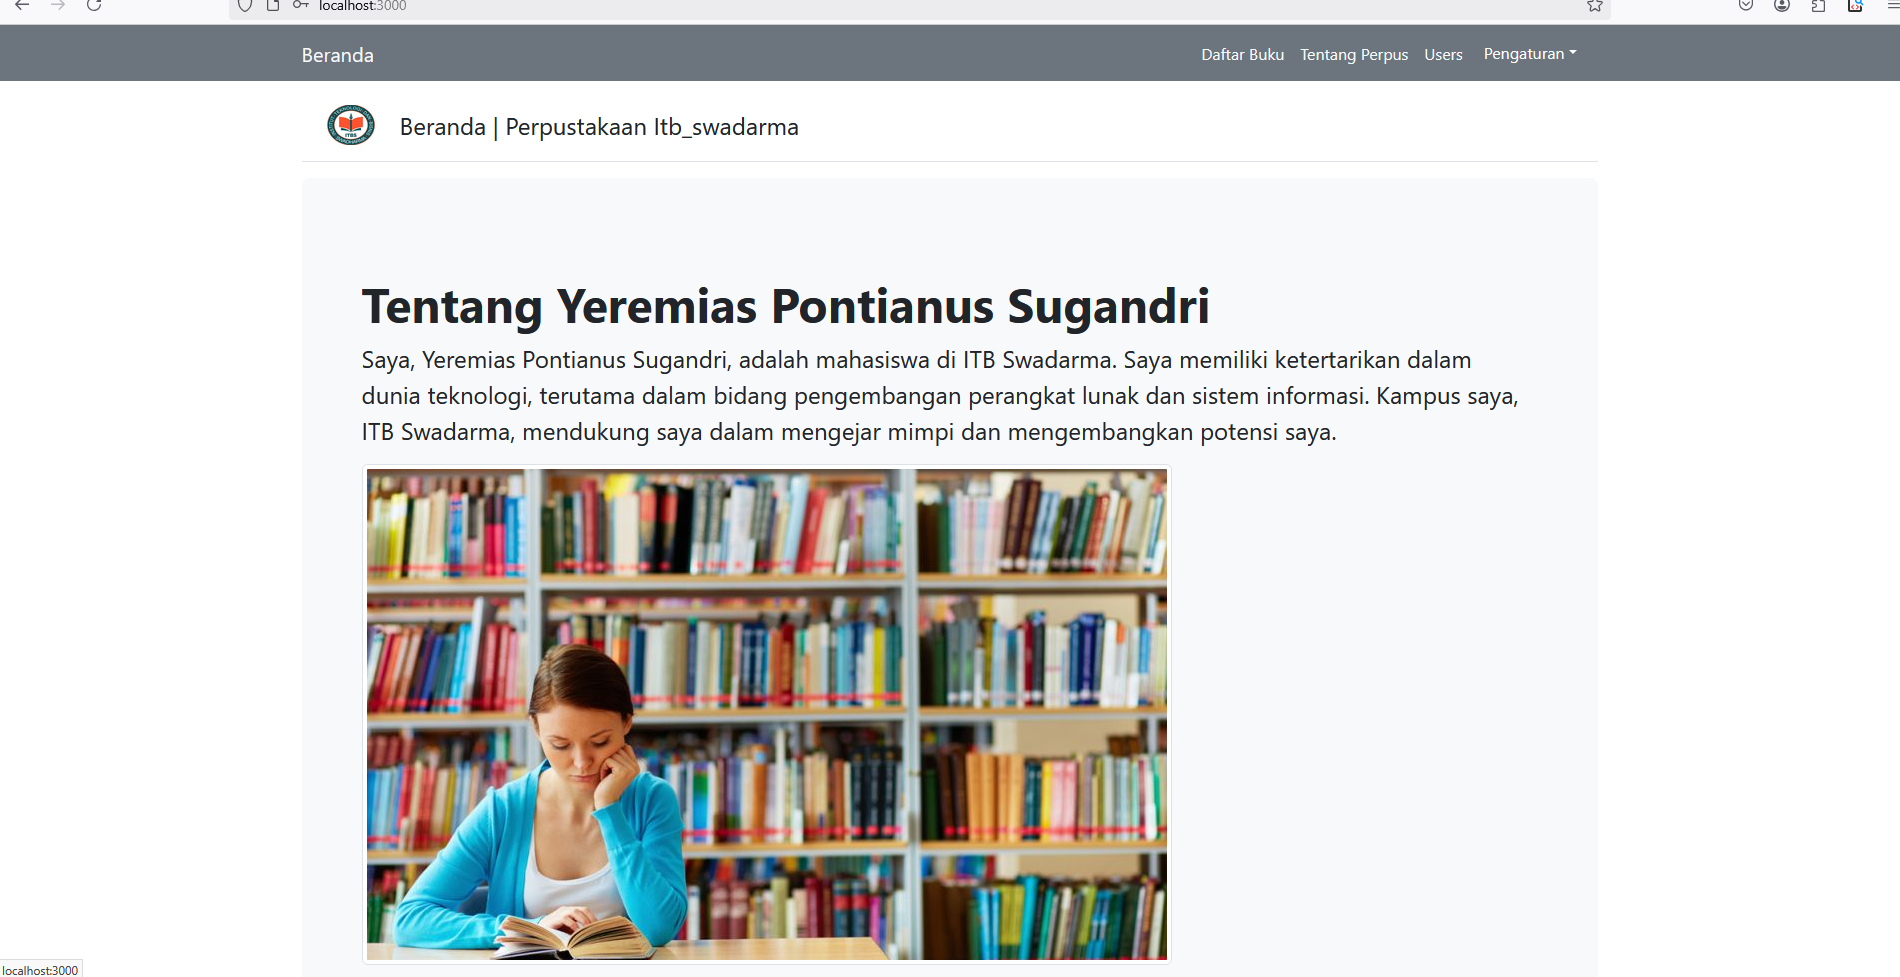 localhost:3000
Beranda
Daftar Buku Tentang Perpus Users Pengaturan
ITBS
Beranda | Perpustakaan Itb_swadarma
Tentang Yeremias Pontianus Sugandri
Saya, Yeremias Pontianus Sugandri, adalah mahasiswa di ITB Swadarma. Saya memiliki ketertarikan dalam
dunia teknologi, terutama dalam bidang pengembangan perangkat lunak dan sistem informasi. Kampus saya,
ITB Swadarma, mendukung saya dalam mengejar mimpi dan mengembangkan potensi saya.
localhost:3000